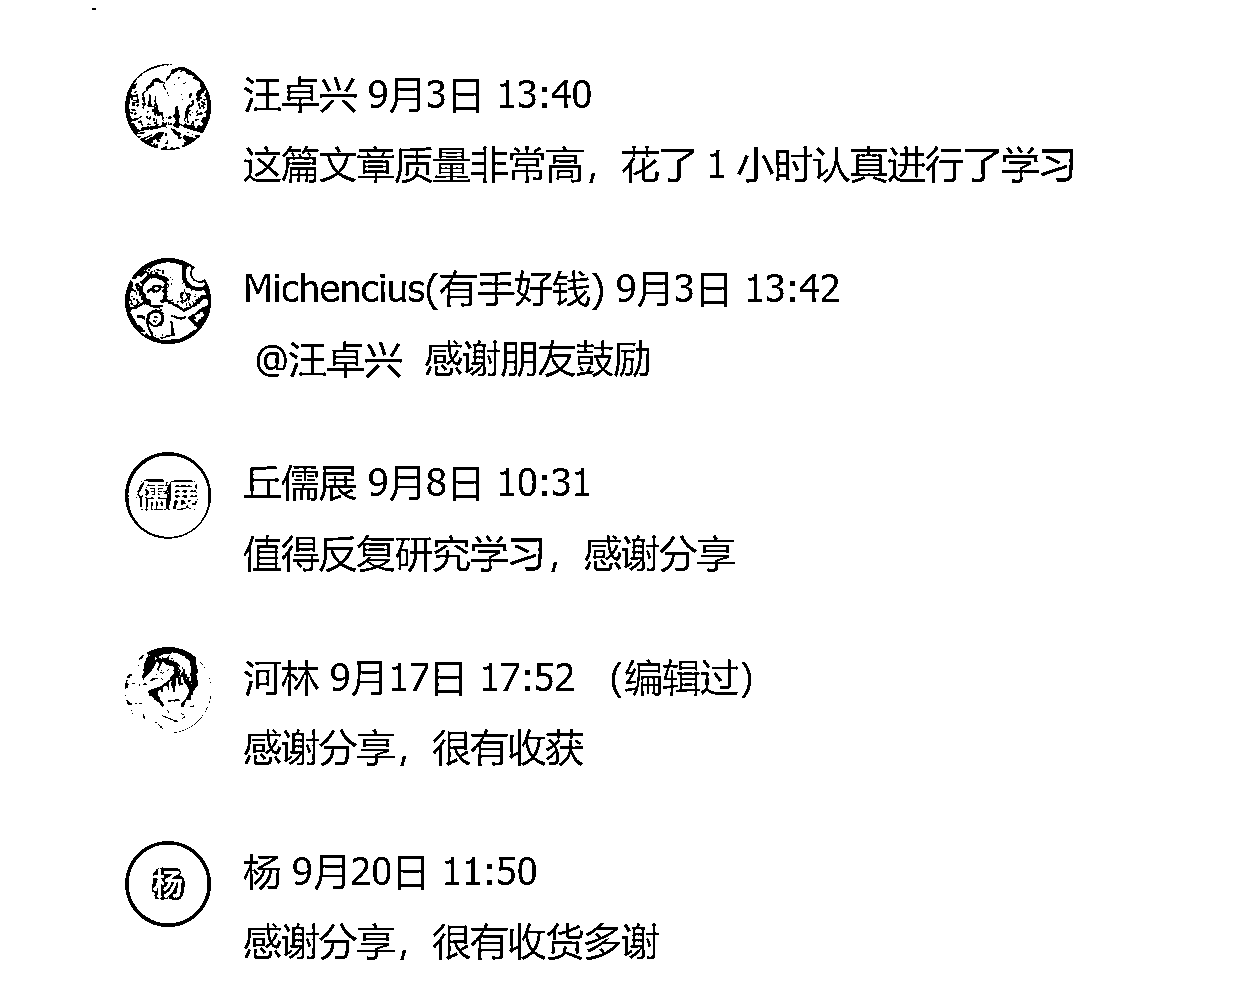 汪卓兴 9月3日 13:40
这篇文章质量非常高，花了 1 小时认真进行了学习
Michencius(有手好钱) 9月3日 13:42
@汪卓兴 感谢朋友鼓励
儒展
丘儒展 9月8日 10:31
值得反复研究学习，感谢分享
河林 9月17日 17:52 （编辑过）
感谢分享，很有收获
杨
杨 9月20日 11:50
感谢分享，很有收货多谢